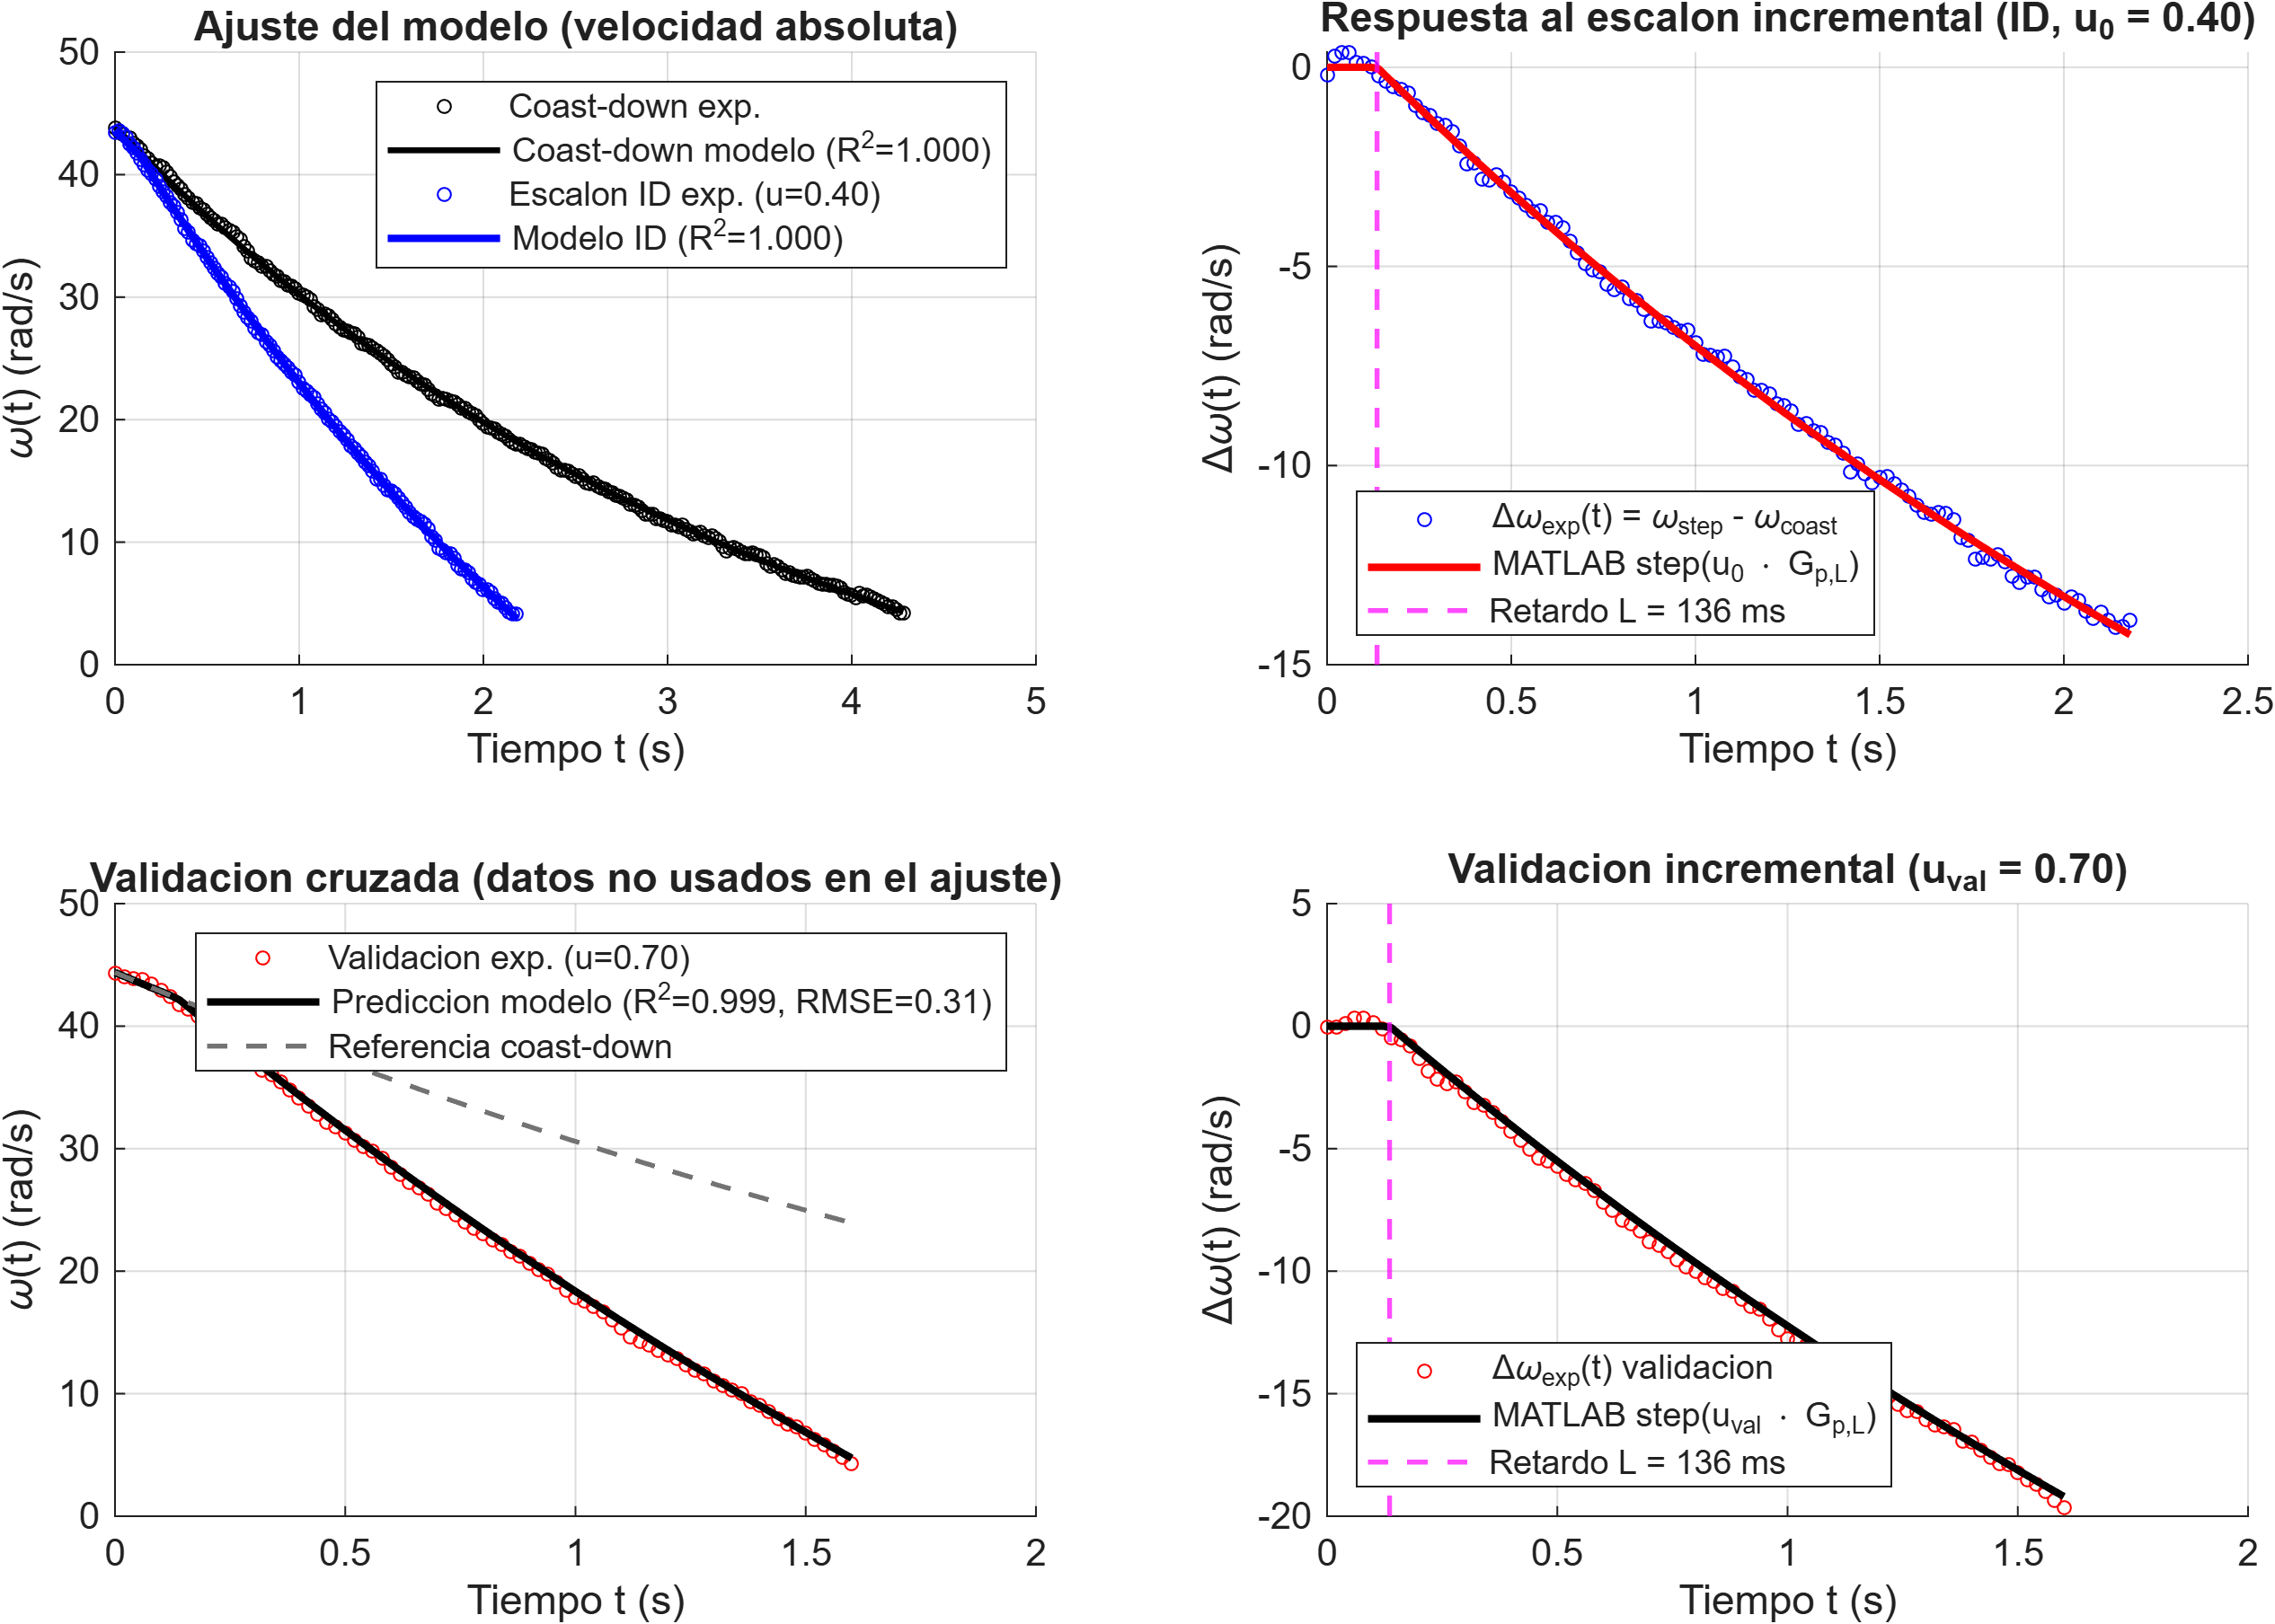 Ajuste del modelo (velocidad absoluta)
50
40
30
20
10
0
ω(t) (rad/s)
Coast-down exp.
Coast-down modelo (R²=1.000)
Escalon ID exp. (u=0.40)
Modelo ID (R²=1.000)
0 1 2 3 4 5
Tiempo t (s)
Respuesta al escalon incremental (ID, u₀ = 0.40)
0
-5
-10
-15
Δω(t) (rad/s)
Δω_exp(t) = ω_step - ω_coast
MATLAB step(u₀ · G_p,L)
Retardo L = 136 ms
0 0.5 1 1.5 2 2.5
Tiempo t (s)
Validacion cruzada (datos no usados en el ajuste)
50
40
30
20
10
0
ω(t) (rad/s)
Validacion exp. (u=0.70)
Prediccion modelo (R²=0.999, RMSE=0.31)
Referencia coast-down
0 0.5 1 1.5 2
Tiempo t (s)
Validacion incremental (u_val = 0.70)
5
0
-5
-10
-15
-20
Δω(t) (rad/s)
Δω_exp(t) validacion
MATLAB step(u_val · G_p,L)
Retardo L = 136 ms
0 0.5 1 1.5 2
Tiempo t (s)